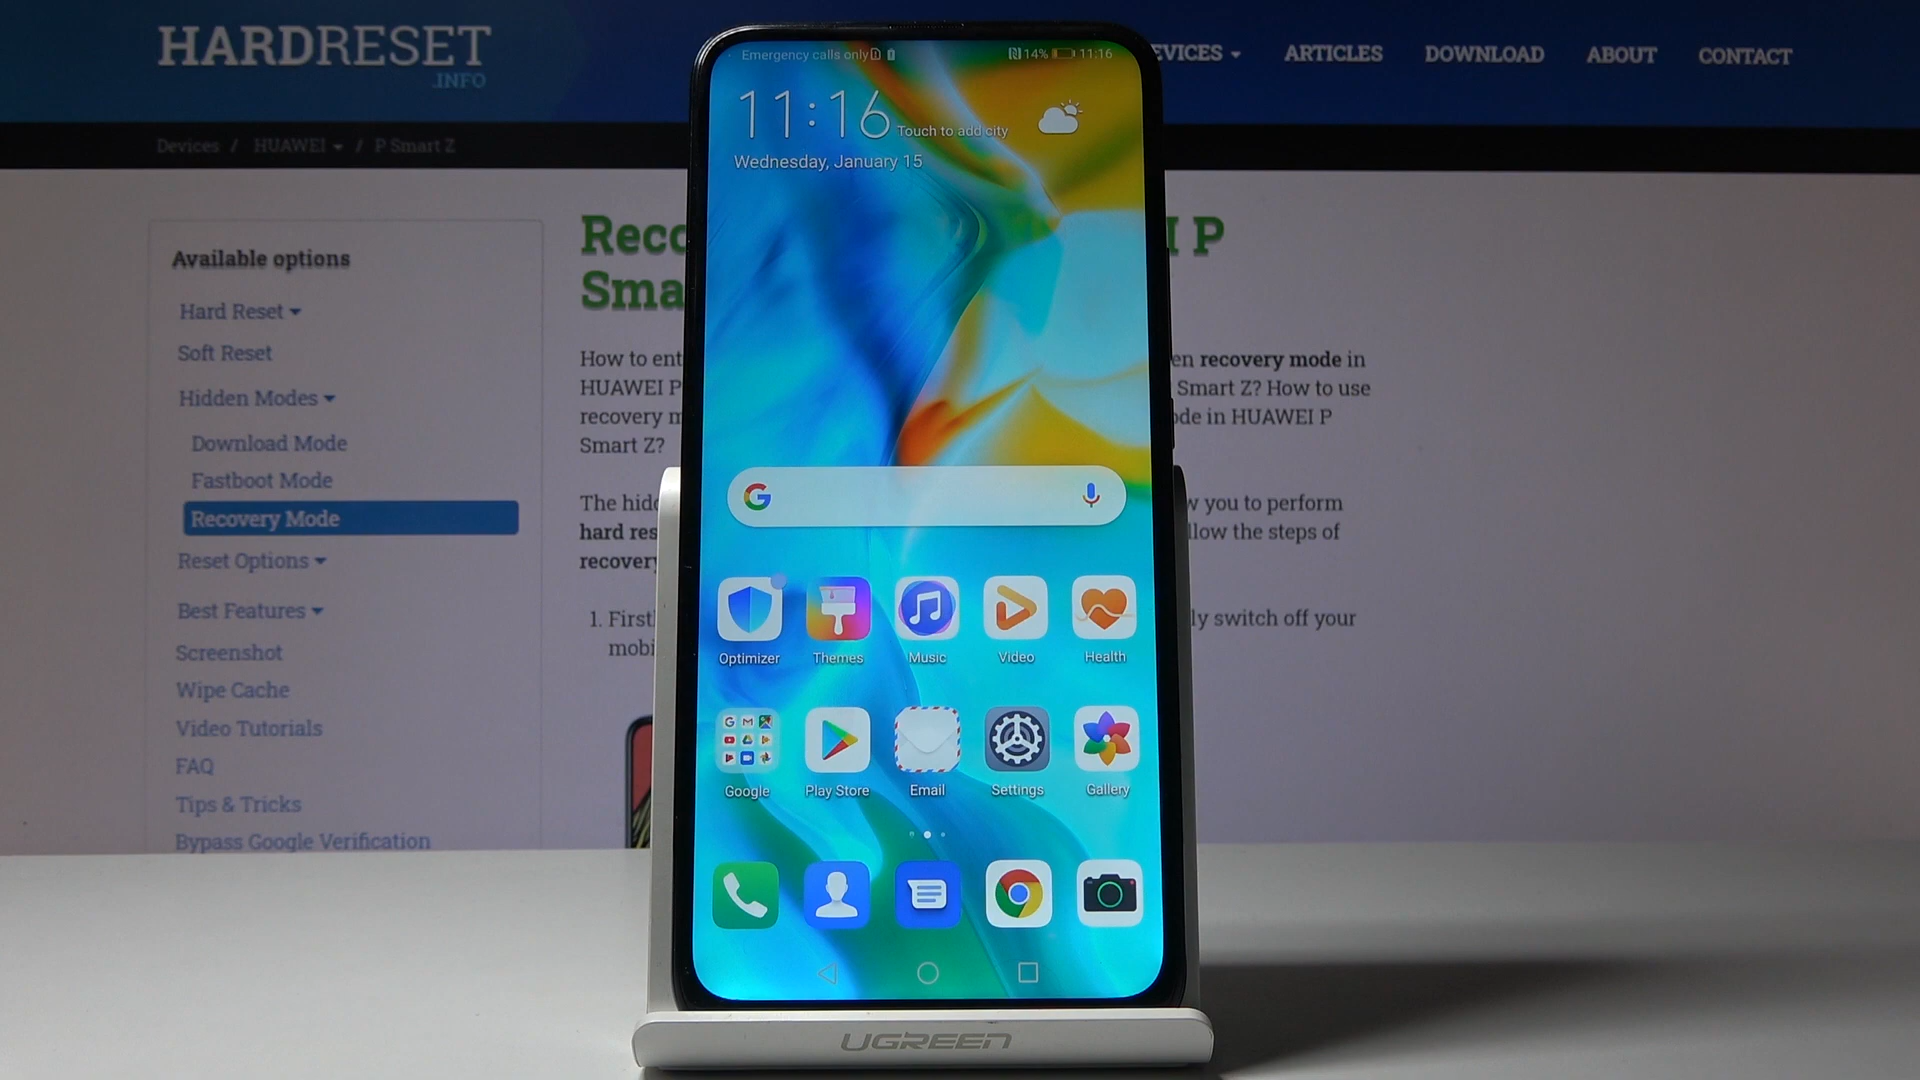 HARDRESET
.INFO
EVICES
ARTICLES
DOWNLOAD
ABOUT
CONTACT
Devices / HUAWEI / P Smart Z
Available options
Hard Reset
Soft Reset
Hidden Modes
Download Mode
Fastboot Mode
Recovery Mode
Reset Options
Best Features
Screenshot
Wipe Cache
Video Tutorials
FAQ
Tips & Tricks
Bypass Google Verification
Reco I P
Sma
How to ent en recovery mode in
HUAWEI P Smart Z? How to use
recovery m de in HUAWEI P
Smart Z?
The hidd w you to perform
hard res llow the steps of
recovery
1. Firstl ly switch off your
mobi
Emergency calls only
14% 11:16
11:16
Touch to add city
Wednesday, January 15
Optimizer
Themes
Music
Video
Health
Google
Play Store
Email
Settings
Gallery
UGREEN